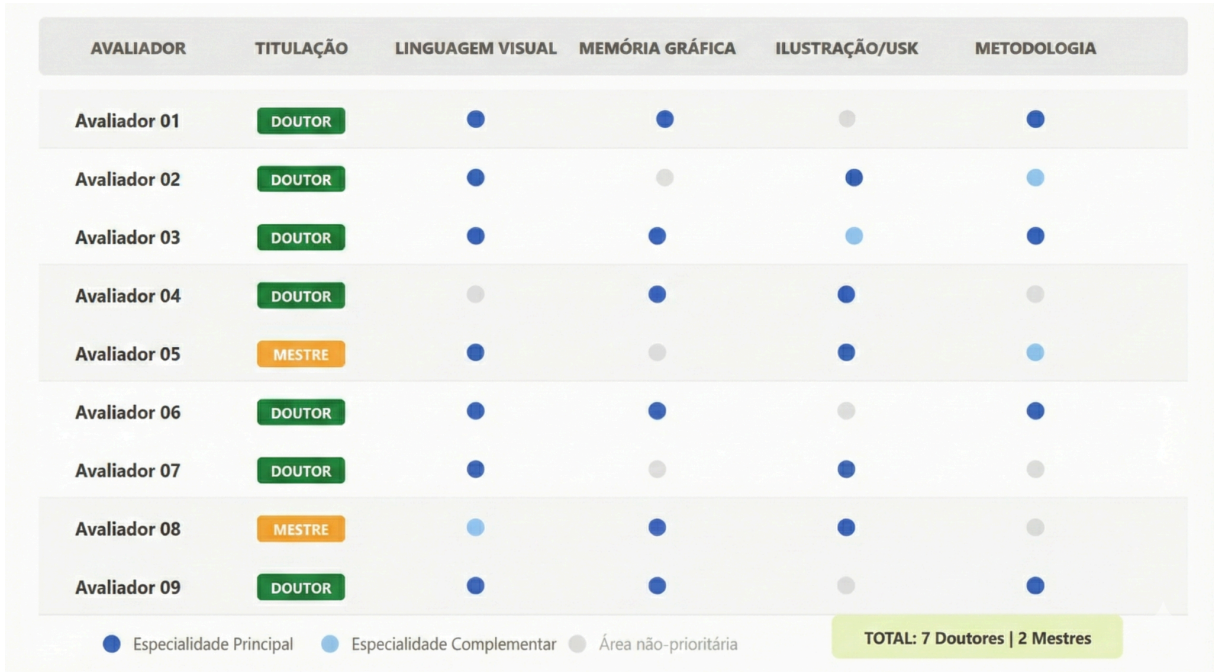 AVALIADOR TITULAÇÃO LINGUAGEM VISUAL MEMÓRIA GRÁFICA ILUSTRAÇÃO/USK METODOLOGIA
Avaliador 01 DOUTOR
Avaliador 02 DOUTOR
Avaliador 03 DOUTOR
Avaliador 04 DOUTOR
Avaliador 05 MESTRE
Avaliador 06 DOUTOR
Avaliador 07 DOUTOR
Avaliador 08 MESTRE
Avaliador 09 DOUTOR
Especialidade Principal Especialidade Complementar Área não-prioritária TOTAL: 7 Doutores | 2 Mestres